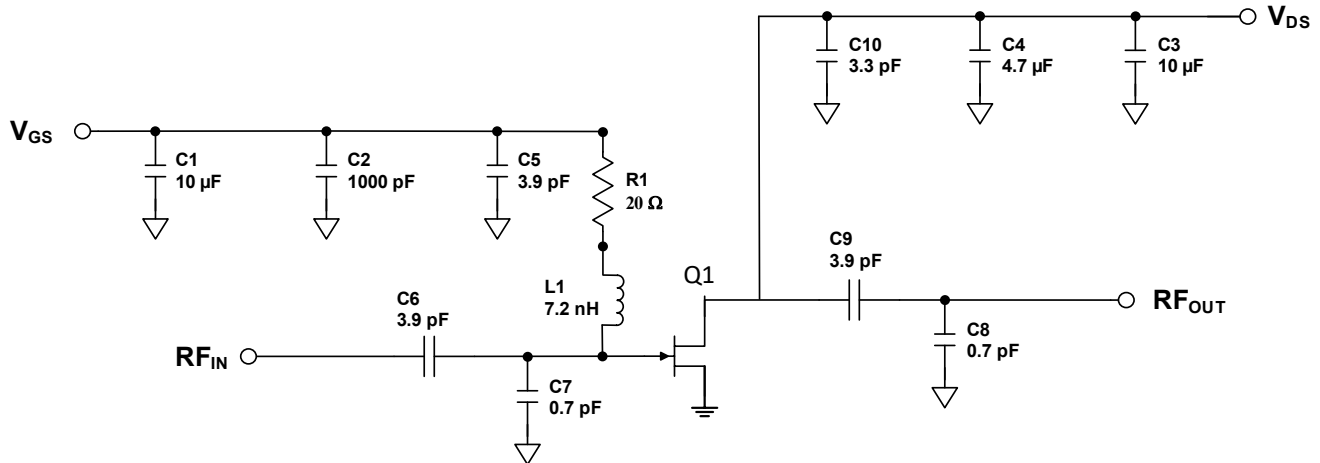 V_DS
C10
3.3 pF
C4
4.7 µF
C3
10 µF
V_GS
C1
10 µF
C2
1000 pF
C5
3.9 pF
R1
20 Ω
L1
7.2 nH
Q1
C9
3.9 pF
C6
3.9 pF
RF_IN
C7
0.7 pF
C8
0.7 pF
RF_OUT